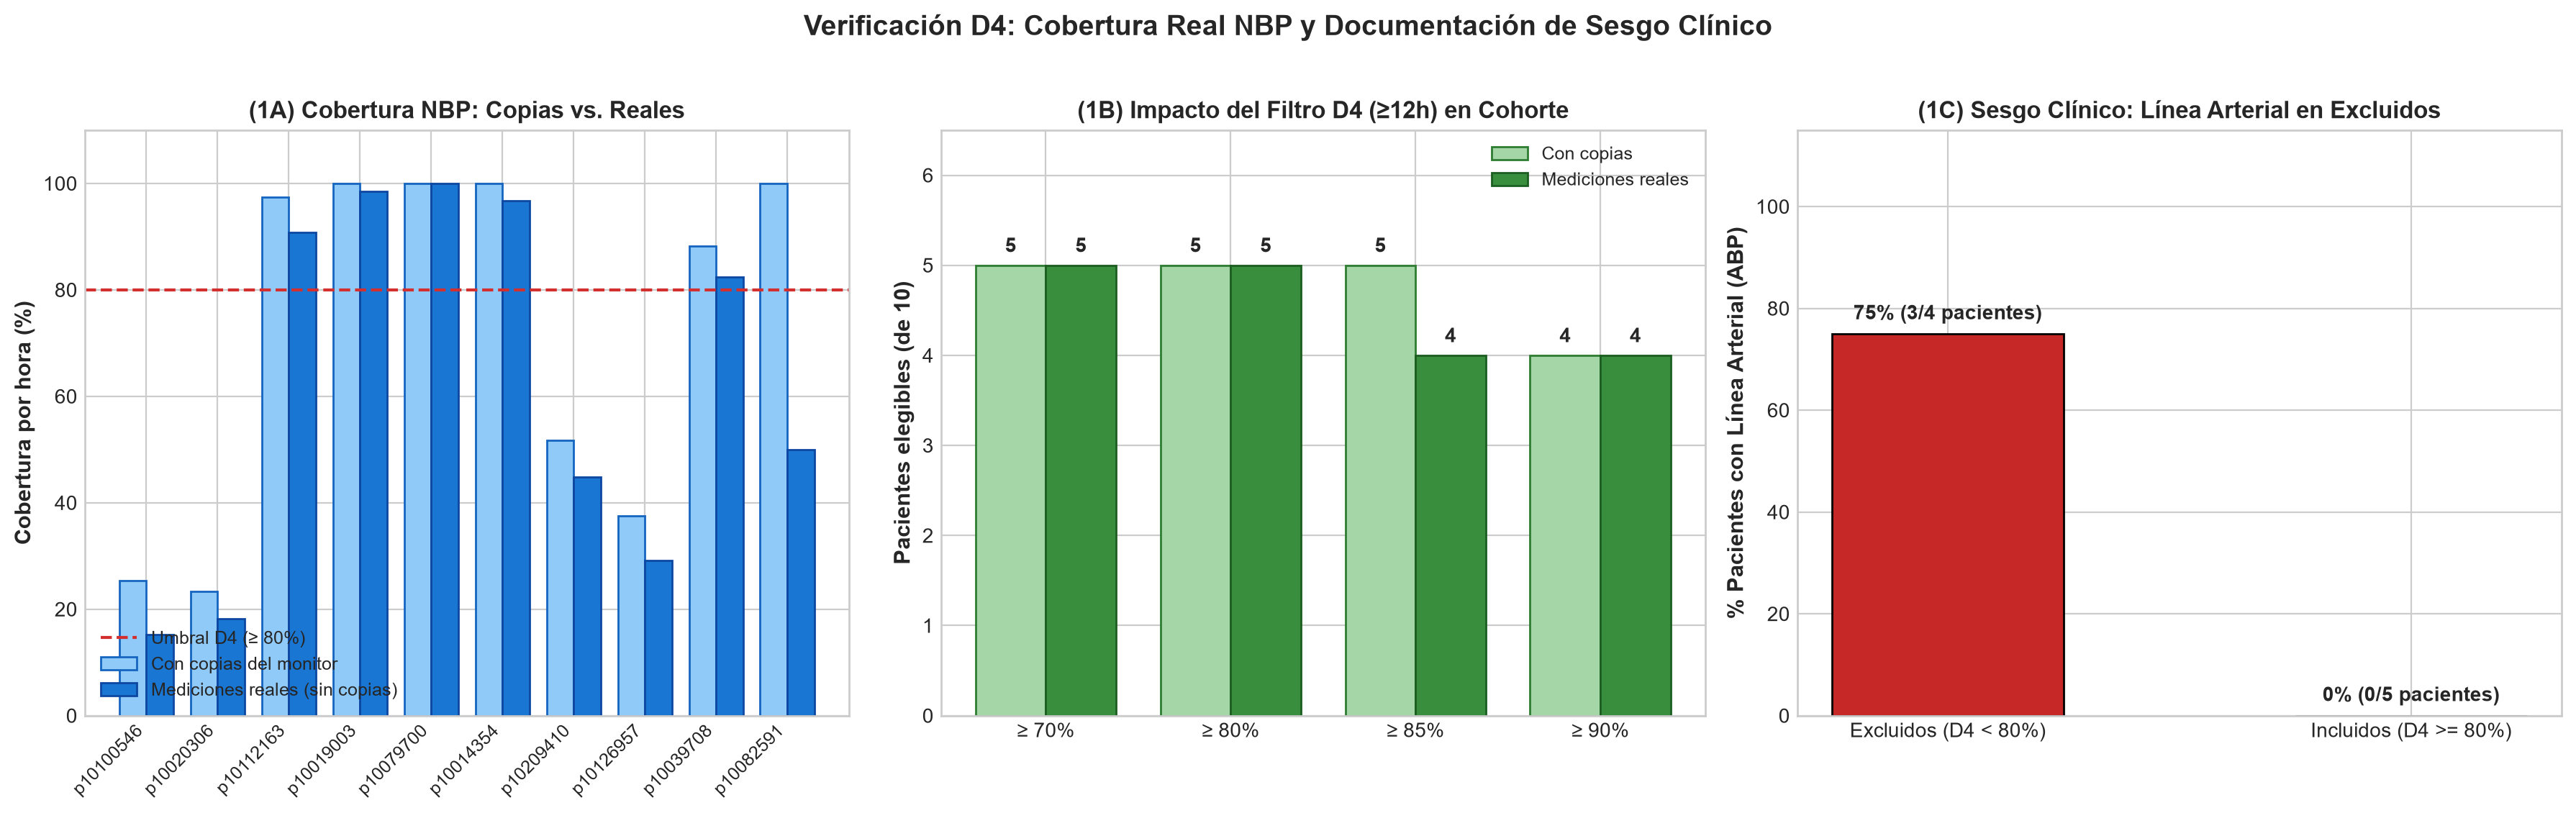 Verificación D4: Cobertura Real NBP y Documentación de Sesgo Clínico
(1A) Cobertura NBP: Copias vs. Reales
Cobertura por hora (%)
100
80
60
40
20
0
Umbral D4 (≥ 80%)
Con copias del monitor
Mediciones reales (sin copias)
p10100546
p10020306
p10112163
p10019003
p10079700
p10014354
p10209410
p10126957
p10039708
p10082591
(1B) Impacto del Filtro D4 (≥12h) en Cohorte
Pacientes elegibles (de 10)
6
5
4
3
2
1
0
Con copias
Mediciones reales
5
5
5
5
5
4
4
4
≥ 70%
≥ 80%
≥ 85%
≥ 90%
(1C) Sesgo Clínico: Línea Arterial en Excluidos
% Pacientes con Línea Arterial (ABP)
100
80
60
40
20
0
75% (3/4 pacientes)
0% (0/5 pacientes)
Excluidos (D4 < 80%)
Incluidos (D4 >= 80%)